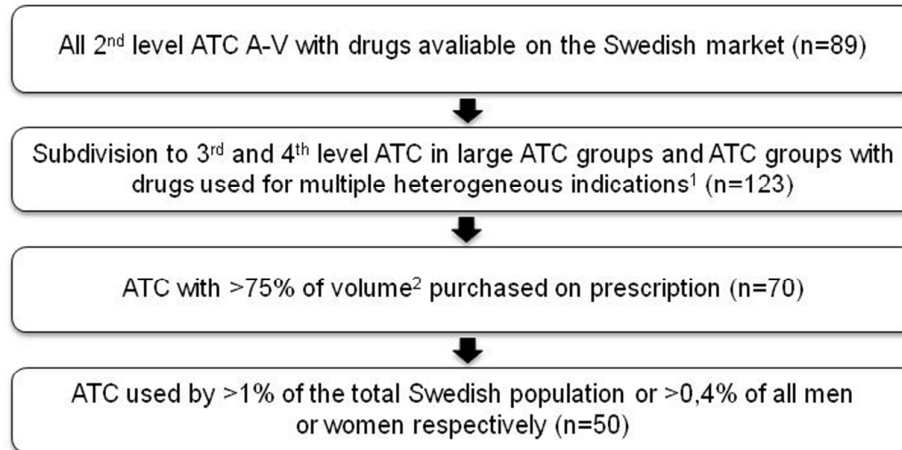 All 2nd level ATC A-V with drugs avaliable on the Swedish market (n=89)
Subdivision to 3rd and 4th level ATC in large ATC groups and ATC groups with
drugs used for multiple heterogeneous indications1 (n=123)
ATC with >75% of volume2 purchased on prescription (n=70)
ATC used by >1% of the total Swedish population or >0,4% of all men
or women respectively (n=50)